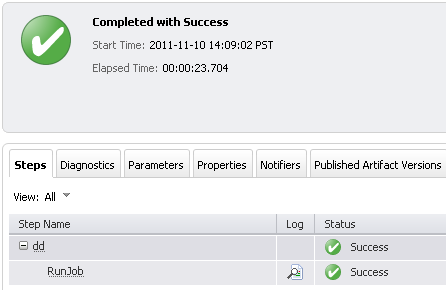 Completed with Success
Start Time: 2011-11-10 14:09:02 PST
Elapsed Time: 00:00:23.704
Steps Diagnostics Parameters Properties Notifiers Published Artifact Versions
View: All
Step Name Log Status
dd Success
RunJob Success